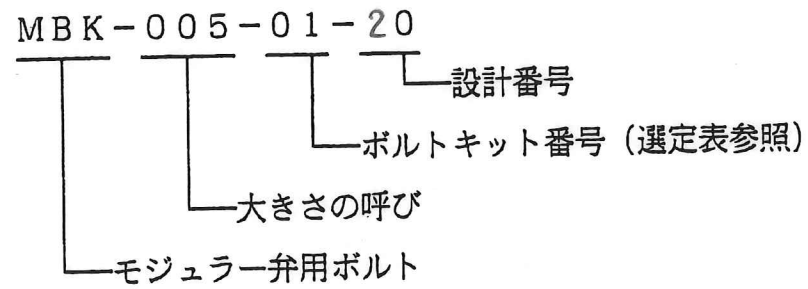 MBK-005-01-20
設計番号
ボルトキット番号（選定表参照）
大きさの呼び
モジュラー弁用ボルト